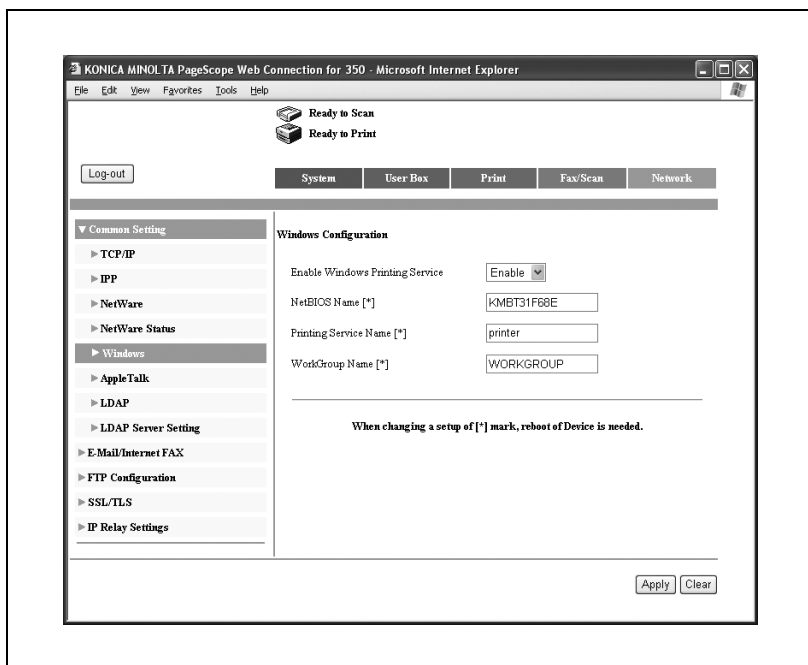 KONICA MINOLTA PageScope Web Connection for 350 - Microsoft Internet Explorer
File Edit View Favorites Tools Help
Ready to Scan
Ready to Print
Log-out
System User Box Print Fax/Scan Network
▼ Common Setting
▶ TCP/IP
▶ IPP
▶ NetWare
▶ NetWare Status
▶ Windows
▶ AppleTalk
▶ LDAP
▶ LDAP Server Setting
▶ E-Mail/Internet FAX
▶ FTP Configuration
▶ SSL/TLS
▶ IP Relay Settings
Windows Configuration
Enable Windows Printing Service Enable
NetBIOS Name [*] KMBT31F68E
Printing Service Name [*] printer
WorkGroup Name [*] WORKGROUP
When changing a setup of [*] mark, reboot of Device is needed.
Apply Clear